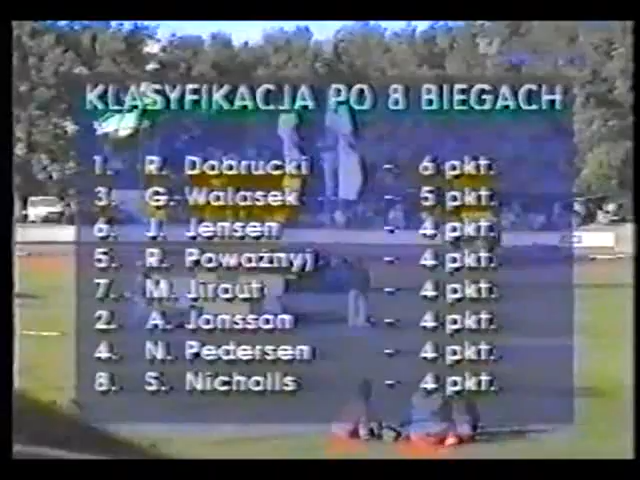 KLASYFIKACJA PO 8 BIEGACH
1. R. Dobrucki - 6 pkt.
3. G. Walasek - 5 pkt.
6. J. Jensen - 4 pkt.
5. R. Poważnyj - 4 pkt.
7. M. Jiraut - 4 pkt.
2. A. Jonsson - 4 pkt.
4. N. Pedersen - 4 pkt.
8. S. Nicholls - 4 pkt.